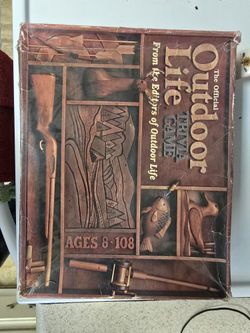 The Official
Outdoor
Life
TRIVIA
GAME
From the Editors of Outdoor Life
AGES 8-108